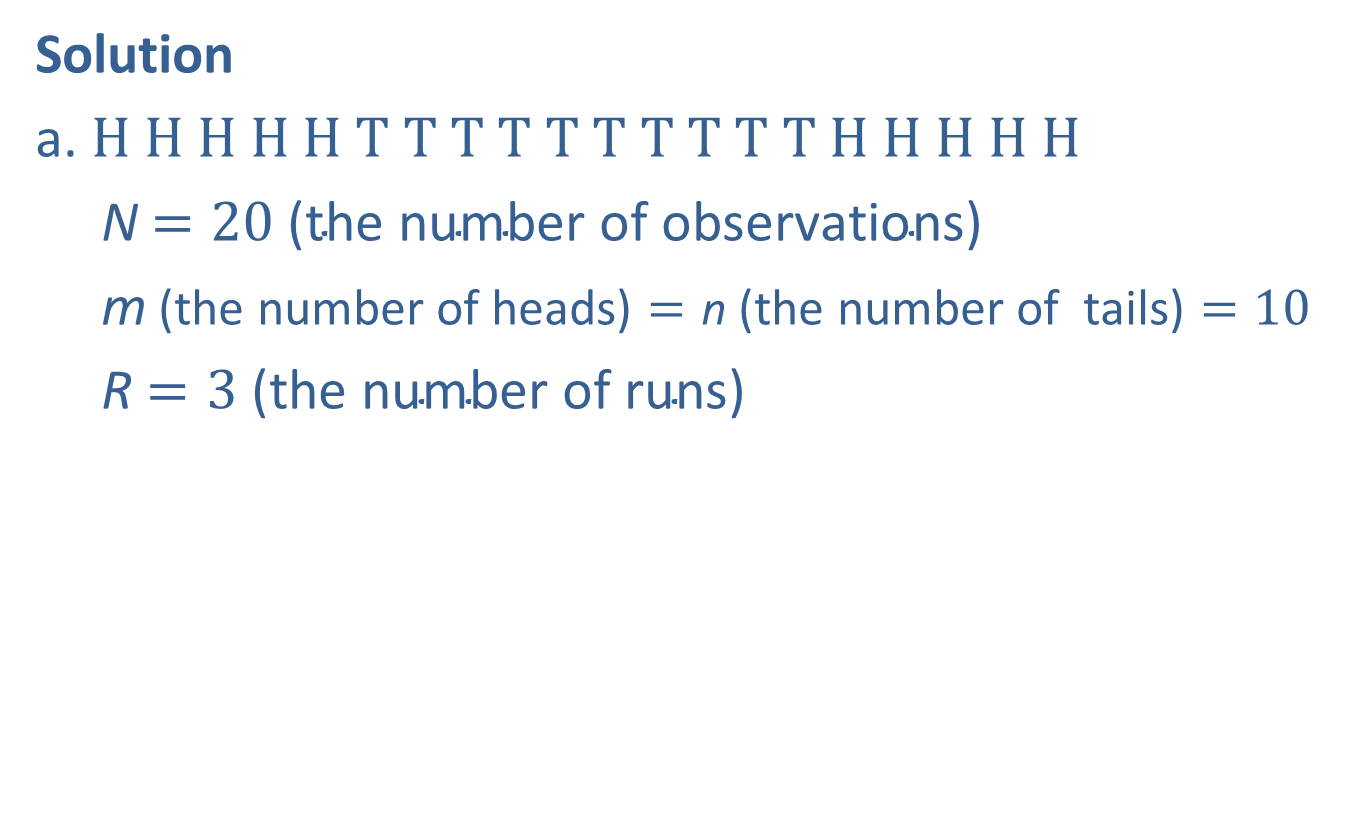 Solution
a. H H H H H T T T T T T T T T T H H H H H
N = 20 (the number of observations)
m (the number of heads) = n (the number of tails) = 10
R = 3 (the number of runs)